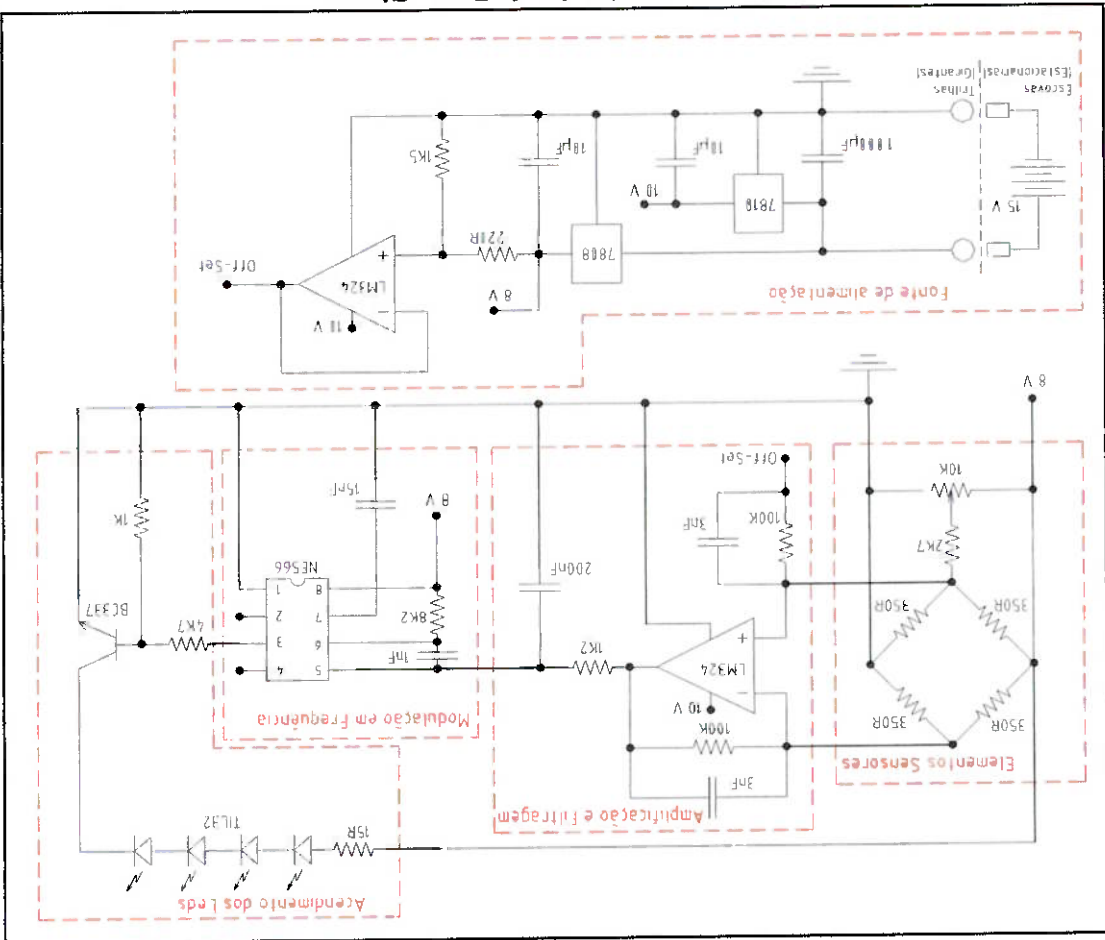 Acendimento dos Leds
15R
TIL32
Amplificação e Filtragem
3nF
100K
10 V
LM324
1K2
200nF
3nF
100K
Off-Set
Elementos Sensores
350R
350R
350R
350R
2K7
10K
8 V
Modulação em Frequência
1nF
8K2
8 V
5
6
7
8
4
3
2
1
NE566
15nF
4K7
BC337
1K
Fonte de alimentação
15 V
Escovas
(Estacionárias)
Trilhas
(Girantes)
1000µF
7810
10 V
10µF
7808
8 V
10µF
220R
1K5
10 V
LM324
Off-Set